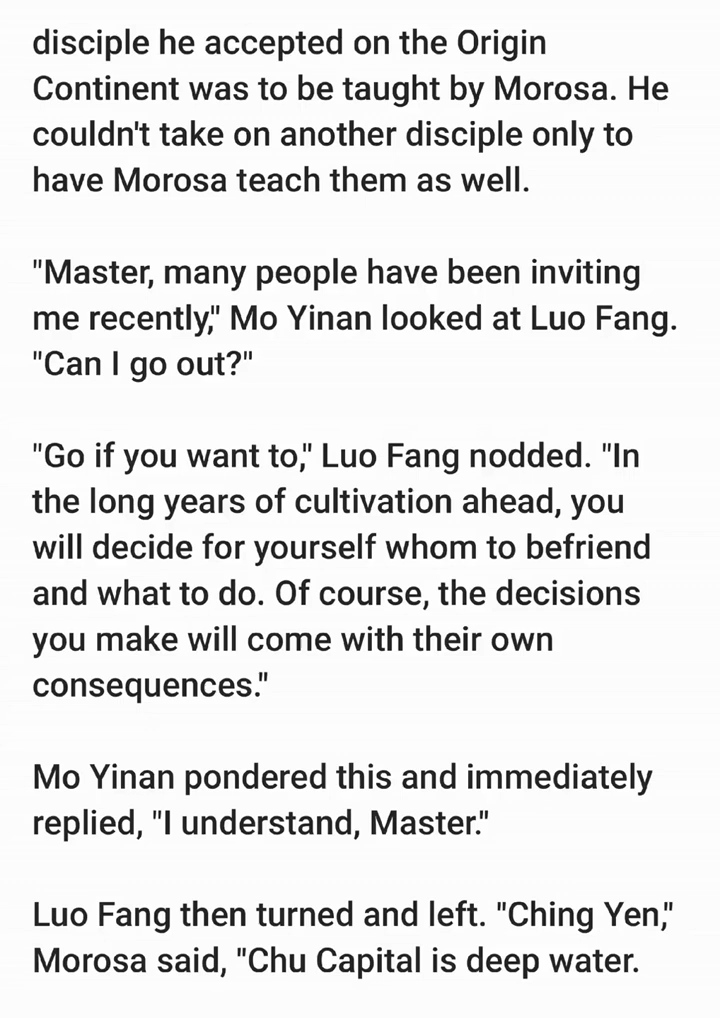 disciple he accepted on the Origin
Continent was to be taught by Morosa. He
couldn't take on another disciple only to
have Morosa teach them as well.
"Master, many people have been inviting
me recently," Mo Yinan looked at Luo Fang.
"Can I go out?"
"Go if you want to," Luo Fang nodded. "In
the long years of cultivation ahead, you
will decide for yourself whom to befriend
and what to do. Of course, the decisions
you make will come with their own
consequences."
Mo Yinan pondered this and immediately
replied, "I understand, Master."
Luo Fang then turned and left. "Ching Yen,"
Morosa said, "Chu Capital is deep water.